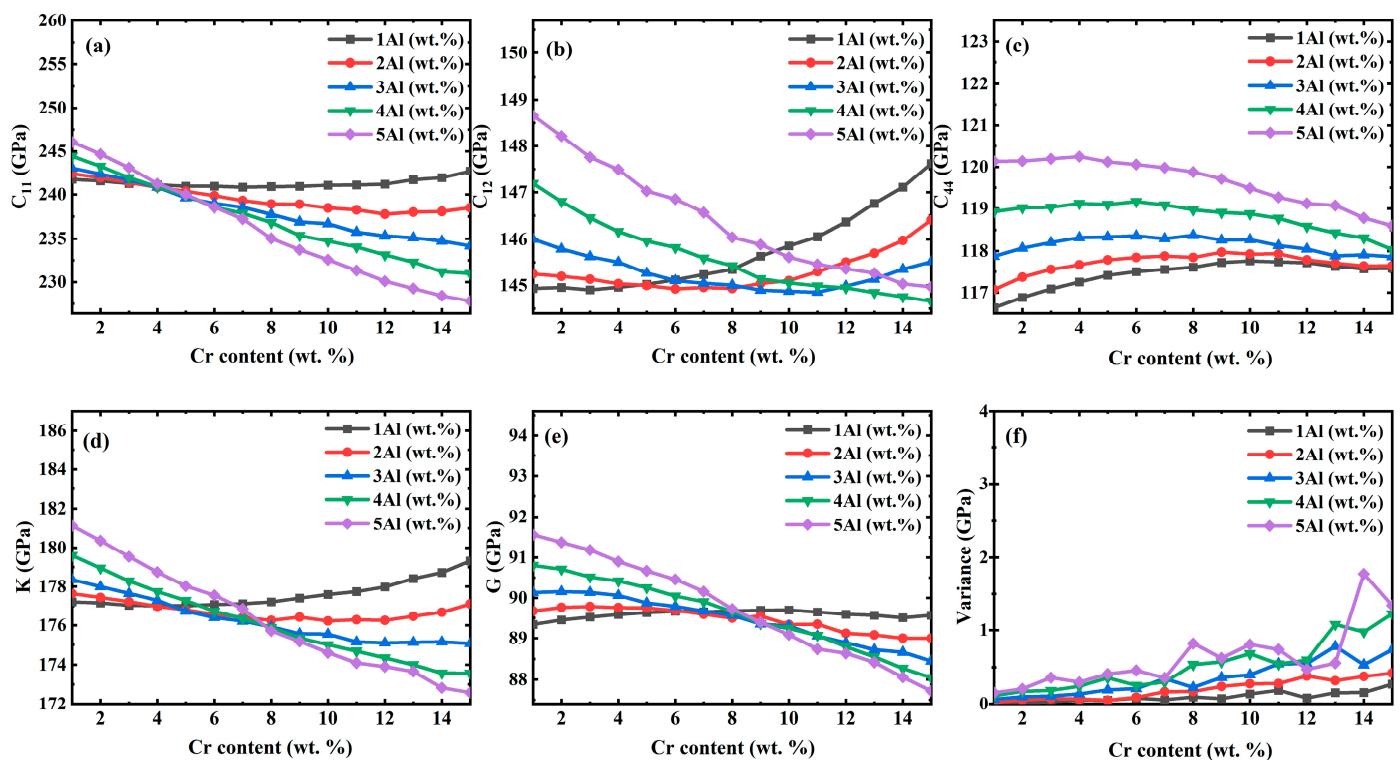 (a)
1Al (wt.%)
2Al (wt.%)
3Al (wt.%)
4Al (wt.%)
5Al (wt.%)
260
255
250
245
240
235
230
C11 (GPa)
2 4 6 8 10 12 14
Cr content (wt. %)
(b)
1Al (wt.%)
2Al (wt.%)
3Al (wt.%)
4Al (wt.%)
5Al (wt.%)
150
149
148
147
146
145
C12 (GPa)
2 4 6 8 10 12 14
Cr content (wt. %)
(c)
1Al (wt.%)
2Al (wt.%)
3Al (wt.%)
4Al (wt.%)
5Al (wt.%)
123
122
121
120
119
118
117
C44 (GPa)
2 4 6 8 10 12 14
Cr content (wt. %)
(d)
1Al (wt.%)
2Al (wt.%)
3Al (wt.%)
4Al (wt.%)
5Al (wt.%)
186
184
182
180
178
176
174
172
K (GPa)
2 4 6 8 10 12 14
Cr content (wt. %)
(e)
1Al (wt.%)
2Al (wt.%)
3Al (wt.%)
4Al (wt.%)
5Al (wt.%)
94
93
92
91
90
89
88
G (GPa)
2 4 6 8 10 12 14
Cr content (wt. %)
(f)
1Al (wt.%)
2Al (wt.%)
3Al (wt.%)
4Al (wt.%)
5Al (wt.%)
4
3
2
1
0
Variance (GPa)
2 4 6 8 10 12 14
Cr content (wt. %)